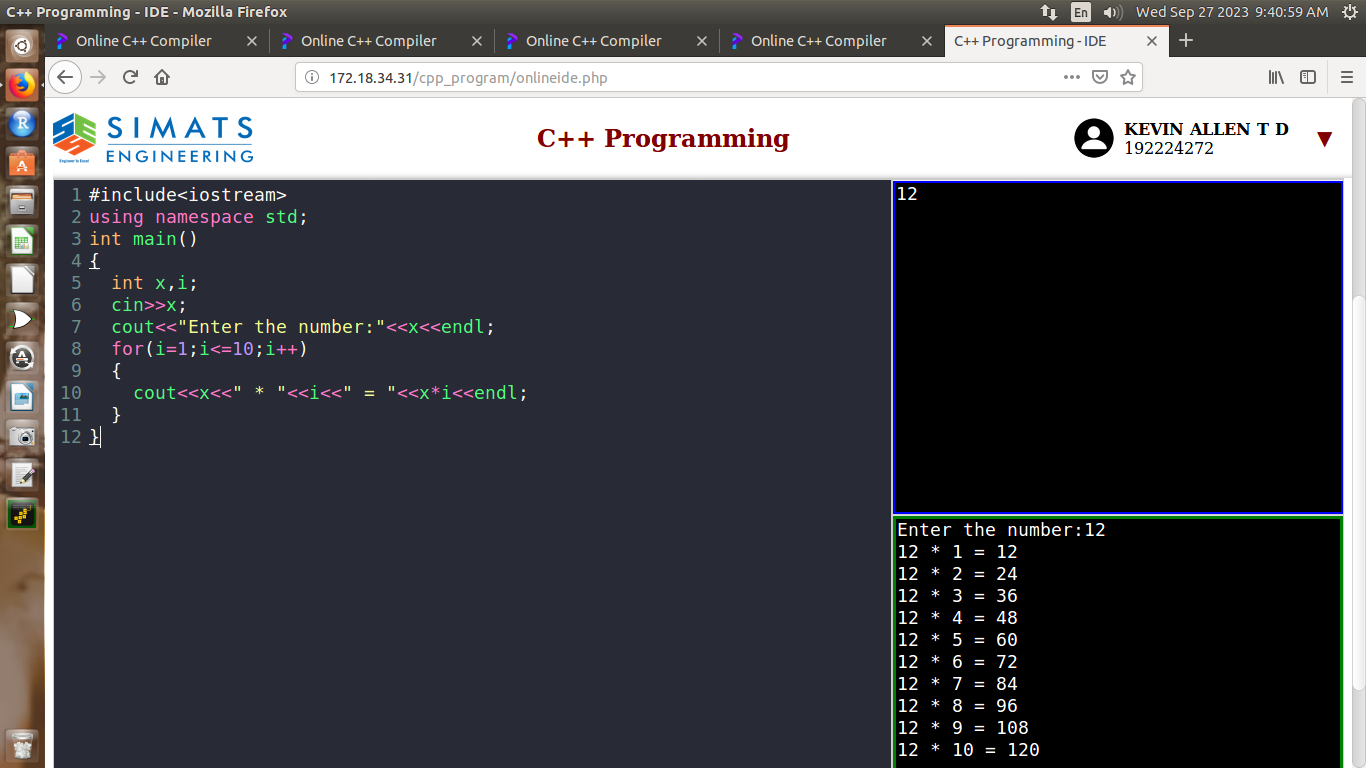 C++ Programming - IDE - Mozilla Firefox
En
Wed Sep 27 2023 9:40:59 AM
Online C++ Compiler
Online C++ Compiler
Online C++ Compiler
Online C++ Compiler
C++ Programming - IDE
172.18.34.31/cpp_program/onlineide.php
SIMATS
ENGINEERING
Engineer to Excel
C++ Programming
KEVIN ALLEN T D
192224272
1 #include<iostream>
2 using namespace std;
3 int main()
4 {
5   int x,i;
6   cin>>x;
7   cout<<"Enter the number:"<<x<<endl;
8   for(i=1;i<=10;i++)
9   {
10     cout<<x<<" * "<<i<<" = "<<x*i<<endl;
11   }
12 }
12
Enter the number:12
12 * 1 = 12
12 * 2 = 24
12 * 3 = 36
12 * 4 = 48
12 * 5 = 60
12 * 6 = 72
12 * 7 = 84
12 * 8 = 96
12 * 9 = 108
12 * 10 = 120